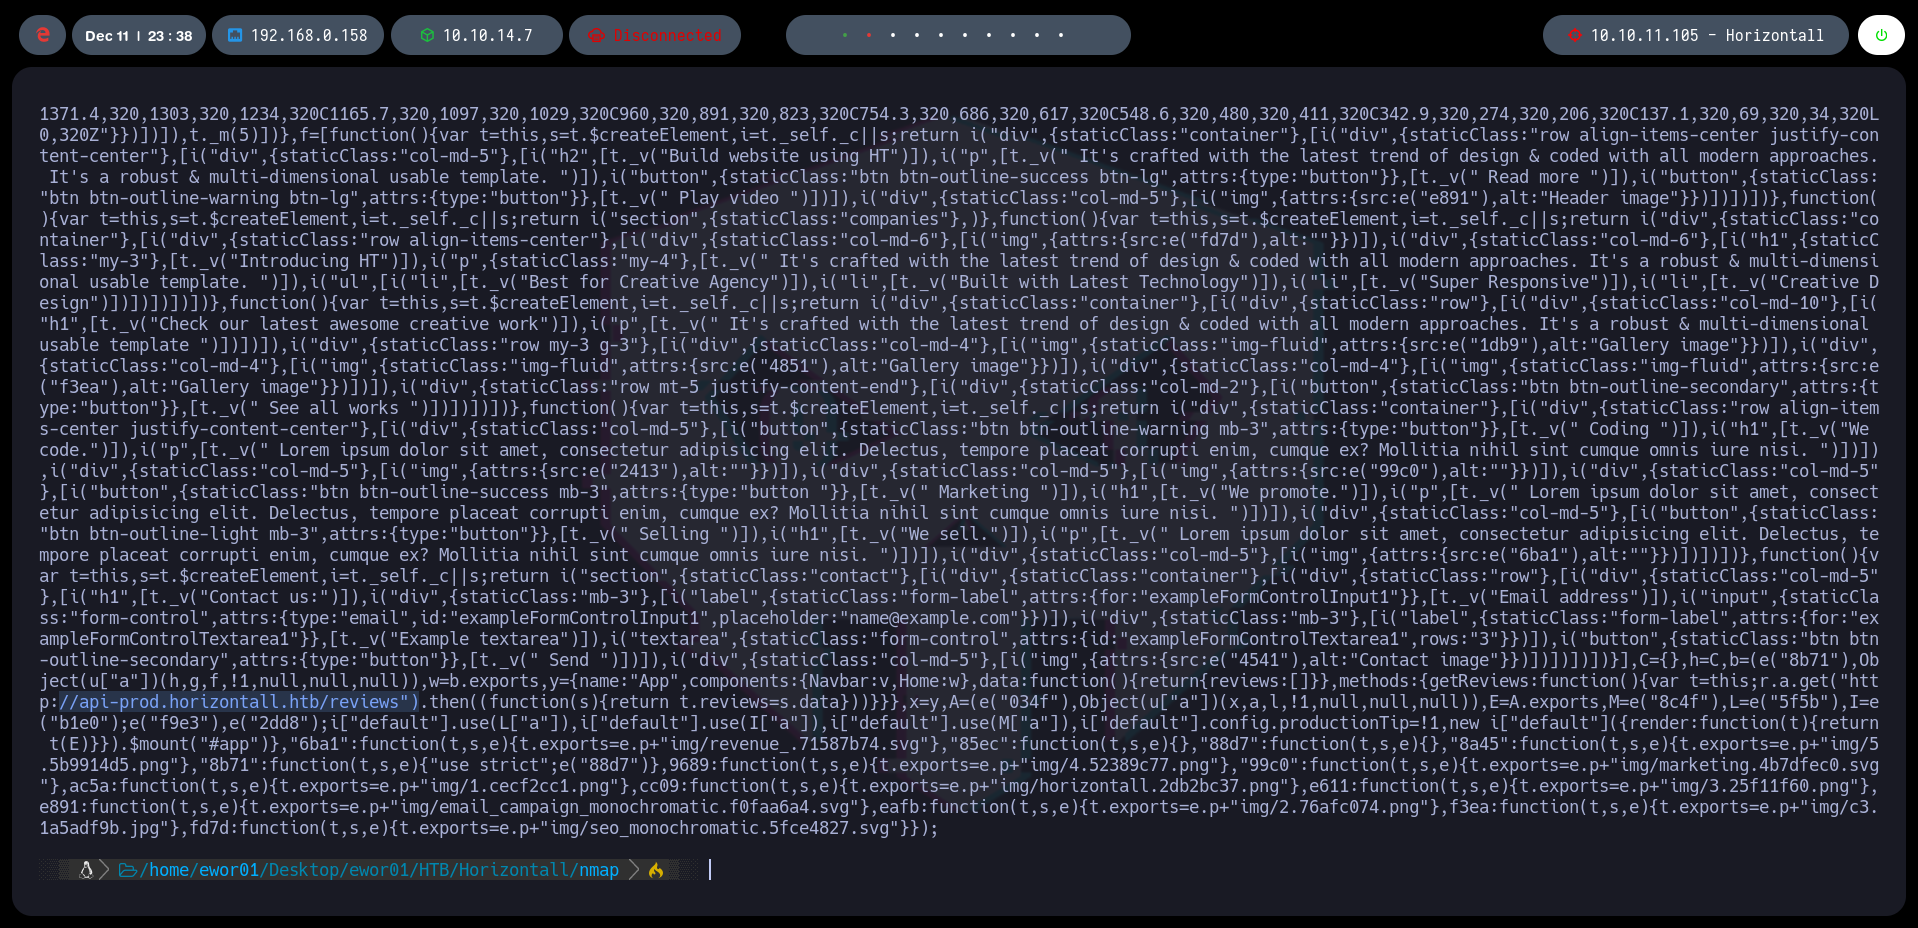 Dec 11 | 23 : 38
192.168.0.158
10.10.14.7
Disconnected
10.10.11.105 - Horizontall
1371.4,320,1303,320,1234,320C1165.7,320,1097,320,1029,320C960,320,891,320,823,320C754.3,320,686,320,617,320C548.6,320,480,320,411,320C342.9,320,274,320,206,320C137.1,320,69,320,34,320L
0,320Z"}})])]),t._m(5)])},f=[function(){var t=this,s=t.$createElement,i=t._self._c||s;return i("div",{staticClass:"container"},[i("div",{staticClass:"row align-items-center justify-con
tent-center"},[i("div",{staticClass:"col-md-5"},[i("h2",[t._v("Build website using HT")]),i("p",[t._v(" It's crafted with the latest trend of design & coded with all modern approaches.
 It's a robust & multi-dimensional usable template. ")]),i("button",{staticClass:"btn btn-outline-success btn-lg",attrs:{type:"button"}},[t._v(" Read more ")]),i("button",{staticClass:
"btn btn-outline-warning btn-lg",attrs:{type:"button"}},[t._v(" Play video ")])]),i("div",{staticClass:"col-md-5"},[i("img",{attrs:{src:e("e891"),alt:"Header image"}})])])])},function(
){var t=this,s=t.$createElement,i=t._self._c||s;return i("section",{staticClass:"companies"},)},function(){var t=this,s=t.$createElement,i=t._self._c||s;return i("div",{staticClass:"co
ntainer"},[i("div",{staticClass:"row align-items-center"},[i("div",{staticClass:"col-md-6"},[i("img",{attrs:{src:e("fd7d"),alt:""}})]),i("div",{staticClass:"col-md-6"},[i("h1",{staticC
lass:"my-3"},[t._v("Introducing HT")]),i("p",{staticClass:"my-4"},[t._v(" It's crafted with the latest trend of design & coded with all modern approaches. It's a robust & multi-dimensi
onal usable template. ")]),i("ul",[i("li",[t._v("Best for Creative Agency")]),i("li",[t._v("Built with Latest Technology")]),i("li",[t._v("Super Responsive")]),i("li",[t._v("Creative D
esign")])])])])])},function(){var t=this,s=t.$createElement,i=t._self._c||s;return i("div",{staticClass:"container"},[i("div",{staticClass:"row"},[i("div",{staticClass:"col-md-10"},[i(
"h1",[t._v("Check our latest awesome creative work")]),i("p",[t._v(" It's crafted with the latest trend of design & coded with all modern approaches. It's a robust & multi-dimensional
usable template ")])])]),i("div",{staticClass:"row my-3 g-3"},[i("div",{staticClass:"col-md-4"},[i("img",{staticClass:"img-fluid",attrs:{src:e("1db9"),alt:"Gallery image"}})]),i("div",
{staticClass:"col-md-4"},[i("img",{staticClass:"img-fluid",attrs:{src:e("4851"),alt:"Gallery image"}})]),i("div",{staticClass:"col-md-4"},[i("img",{staticClass:"img-fluid",attrs:{src:e
("f3ea"),alt:"Gallery image"}})])]),i("div",{staticClass:"row mt-5 justify-content-end"},[i("div",{staticClass:"col-md-2"},[i("button",{staticClass:"btn btn-outline-secondary",attrs:{t
ype:"button"}},[t._v(" See all works ")])])])])},function(){var t=this,s=t.$createElement,i=t._self._c||s;return i("div",{staticClass:"container"},[i("div",{staticClass:"row align-item
s-center justify-content-center"},[i("div",{staticClass:"col-md-5"},[i("button",{staticClass:"btn btn-outline-warning mb-3",attrs:{type:"button"}},[t._v(" Coding ")]),i("h1",[t._v("We
code.")]),i("p",[t._v(" Lorem ipsum dolor sit amet, consectetur adipisicing elit. Delectus, tempore placeat corrupti enim, cumque ex? Mollitia nihil sint cumque omnis iure nisi. ")])])
,i("div",{staticClass:"col-md-5"},[i("img",{attrs:{src:e("2413"),alt:""}})]),i("div",{staticClass:"col-md-5"},[i("img",{attrs:{src:e("99c0"),alt:""}})]),i("div",{staticClass:"col-md-5"
},[i("button",{staticClass:"btn btn-outline-success mb-3",attrs:{type:"button "}},[t._v(" Marketing ")]),i("h1",[t._v("We promote.")]),i("p",[t._v(" Lorem ipsum dolor sit amet, consect
etur adipisicing elit. Delectus, tempore placeat corrupti enim, cumque ex? Mollitia nihil sint cumque omnis iure nisi. ")])]),i("div",{staticClass:"col-md-5"},[i("button",{staticClass:
"btn btn-outline-light mb-3",attrs:{type:"button"}},[t._v("  Selling ")]),i("h1",[t._v("We sell.")]),i("p",[t._v(" Lorem ipsum dolor sit amet, consectetur adipisicing elit. Delectus, te
mpore placeat corrupti enim, cumque ex? Mollitia nihil sint cumque omnis iure nisi. ")])]),i("div",{staticClass:"col-md-5"},[i("img",{attrs:{src:e("6ba1"),alt:""}})])])])},function(){v
ar t=this,s=t.$createElement,i=t._self._c||s;return i("section",{staticClass:"contact"},[i("div",{staticClass:"container"},[i("div",{staticClass:"row"},[i("div",{staticClass:"col-md-5"
},[i("h1",[t._v("Contact us:")]),i("div",{staticClass:"mb-3"},[i("label",{staticClass:"form-label",attrs:{for:"exampleFormControlInput1"}},[t._v("Email address")]),i("input",{staticCla
ss:"form-control",attrs:{type:"email",id:"exampleFormControlInput1",placeholder:"name@example.com"}})]),i("div",{staticClass:"mb-3"},[i("label",{staticClass:"form-label",attrs:{for:"ex
ampleFormControlTextarea1"}},[t._v("Example textarea")]),i("textarea",{staticClass:"form-control",attrs:{id:"exampleFormControlTextarea1",rows:"3"}})]),i("button",{staticClass:"btn btn
-outline-secondary",attrs:{type:"button"}},[t._v(" Send ")])]),i("div",{staticClass:"col-md-5"},[i("img",{attrs:{src:e("4541"),alt:"Contact image"}})])])])])}],C={},h=C,b=(e("8b71"),Ob
ject(u["a"])(h,g,f,!1,null,null,null)),w=b.exports,y={name:"App",components:{Navbar:v,Home:w},data:function(){return{reviews:[]}},methods:{getReviews:function(){var t=this;r.a.get("htt
p://api-prod.horizontall.htb/reviews").then((function(s){return t.reviews=s.data}))}}},x=y,A=(e("034f"),Object(u["a"])(x,a,l,!1,null,null,null)),E=A.exports,M=e("8c4f"),L=e("5f5b"),I=e
("b1e0");e("f9e3"),e("2dd8");i["default"].use(L["a"]),i["default"].use(I["a"]),i["default"].use(M["a"]),i["default"].config.productionTip=!1,new i["default"]({render:function(t){return
 t(E)}}).$mount("#app")},"6ba1":function(t,s,e){t.exports=e.p+"img/revenue_.71587b74.svg"},"85ec":function(t,s,e){},"88d7":function(t,s,e){},"8a45":function(t,s,e){t.exports=e.p+"img/5
.5b9914d5.png"},"8b71":function(t,s,e){"use strict";e("88d7")},9689:function(t,s,e){t.exports=e.p+"img/4.52389c77.png"},"99c0":function(t,s,e){t.exports=e.p+"img/marketing.4b7dfec0.svg
"},ac5a:function(t,s,e){t.exports=e.p+"img/1.cecf2cc1.png"},cc09:function(t,s,e){t.exports=e.p+"img/horizontall.2db2bc37.png"},e611:function(t,s,e){t.exports=e.p+"img/3.25f11f60.png"},
e891:function(t,s,e){t.exports=e.p+"img/email_campaign_monochromatic.f0faa6a4.svg"},eafb:function(t,s,e){t.exports=e.p+"img/2.76afc074.png"},f3ea:function(t,s,e){t.exports=e.p+"img/c3.
1a5adf9b.jpg"},fd7d:function(t,s,e){t.exports=e.p+"img/seo_monochromatic.5fce4827.svg"}});
/home/ewor01/Desktop/ewor01/HTB/Horizontall/nmap